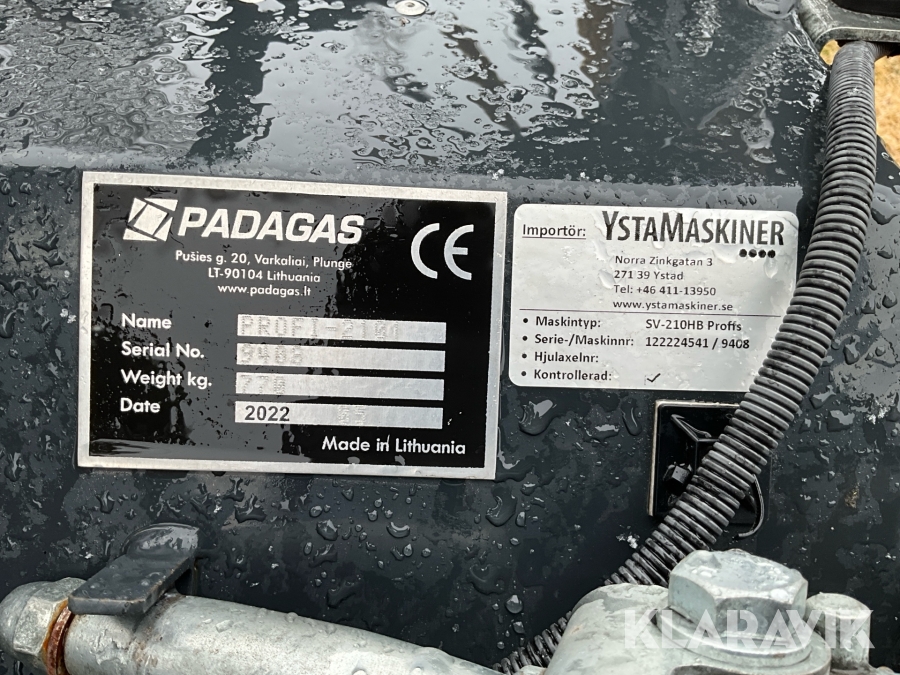 PADAGAS
CE
Pušies g. 20, Varkaliai, Plungė
LT-90104 Lithuania
www.padagas.lt
Name PROFI-2101
Serial No. 9408
Weight kg. 770
Date 2022 05
Made in Lithuania
Importör: YSTAMASKINER
Norra Zinkgatan 3
271 39 Ystad
Tel: +46 411-13950
www.ystamaskiner.se
• Maskintyp: SV-210HB Proffs
• Serie-/Maskinnr: 122224541 / 9408
• Hjulaxelnr:
• Kontrollerad: ✓
KLARAVIK